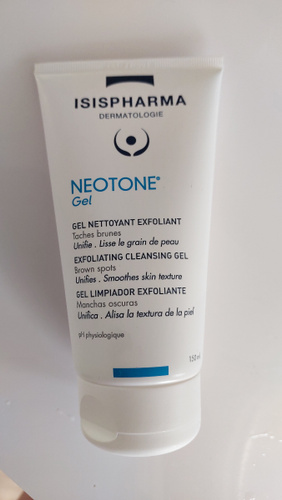 ISISPHARMA
DERMATOLOGIE
NEOTONE®
Gel
GEL NETTOYANT EXFOLIANT
Taches brunes
Unifie . Lisse le grain de peau
EXFOLIATING CLEANSING GEL
Brown spots
Unifies . Smoothes skin texture
GEL LIMPIADOR EXFOLIANTE
Manchas oscuras
Unifica . Alisa la textura de la piel
pH physiologique
150 ml